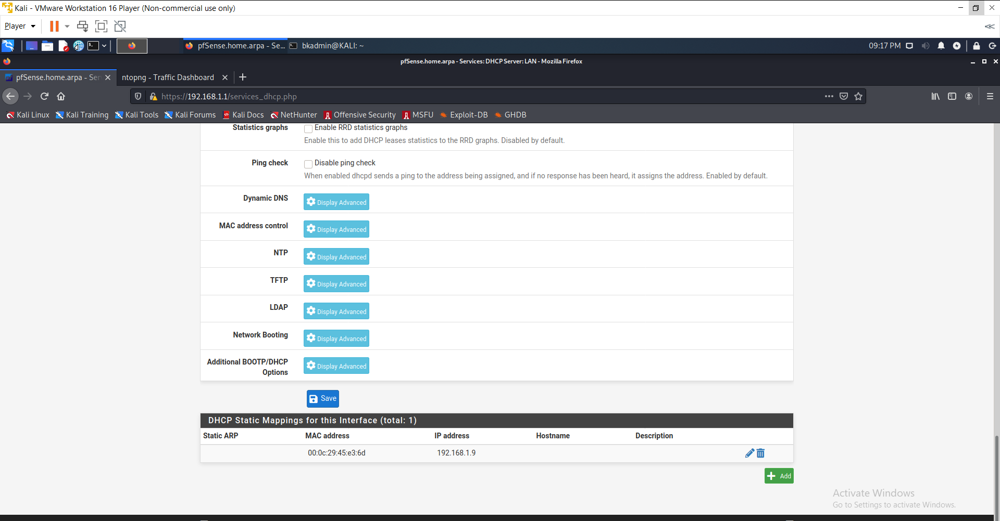 Kali - VMware Workstation 16 Player (Non-commercial use only)
Player
pfSense.home.arpa - Se... bkadmin@KALI: ~ 09:17 PM
pfSense.home.arpa - Services: DHCP Server: LAN - Mozilla Firefox
pfSense.home.arpa - Ser ntopng - Traffic Dashboard
https://192.168.1.1/services_dhcp.php
Kali Linux Kali Training Kali Tools Kali Forums Kali Docs NetHunter Offensive Security MSFU Exploit-DB GHDB
Statistics graphs Enable RRD statistics graphs
Enable this to add DHCP leases statistics to the RRD graphs. Disabled by default.
Ping check Disable ping check
When enabled dhcpd sends a ping to the address being assigned, and if no response has been heard, it assigns the address. Enabled by default.
Dynamic DNS Display Advanced
MAC address control Display Advanced
NTP Display Advanced
TFTP Display Advanced
LDAP Display Advanced
Network Booting Display Advanced
Additional BOOTP/DHCP Display Advanced
Options
Save
DHCP Static Mappings for this Interface (total: 1)
Static ARP MAC address IP address Hostname Description
00:0c:29:45:e3:6d 192.168.1.9
Add
Activate Windows
Go to Settings to activate Windows.